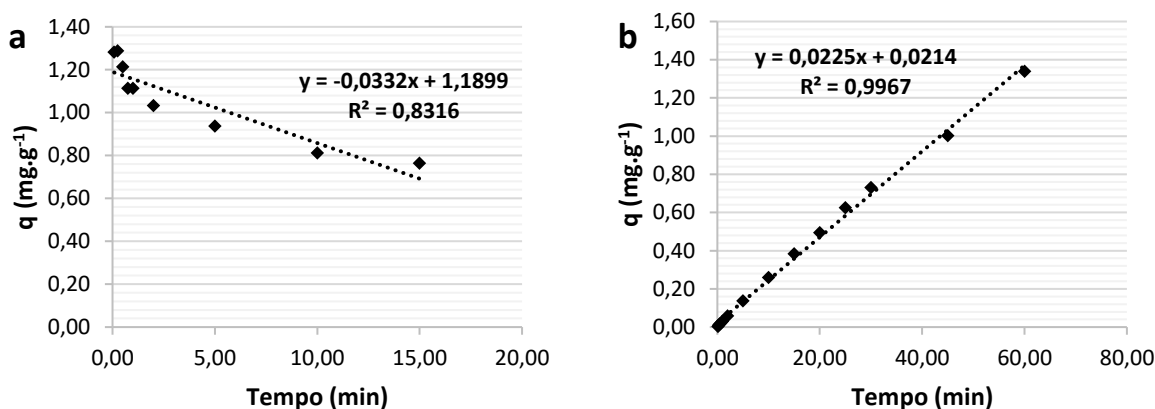 a
1,40
1,20
1,00
0,80
0,60
0,40
0,20
0,00
q (mg.g⁻¹)
y = -0,0332x + 1,1899
R² = 0,8316
0,00 5,00 10,00 15,00 20,00
Tempo (min)
b
1,60
1,40
1,20
1,00
0,80
0,60
0,40
0,20
0,00
q (mg.g⁻¹)
y = 0,0225x + 0,0214
R² = 0,9967
0,00 20,00 40,00 60,00 80,00
Tempo (min)